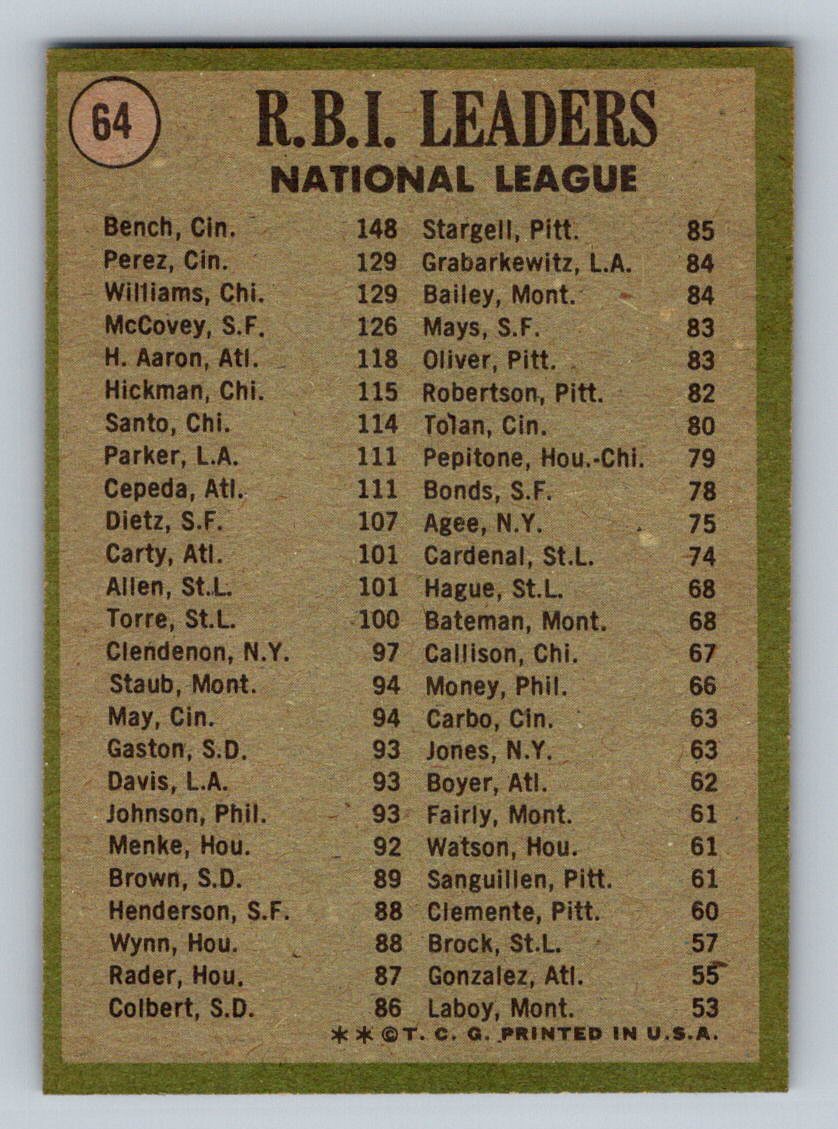 64
R.B.I. LEADERS
NATIONAL LEAGUE
Bench, Cin. 148
Perez, Cin. 129
Williams, Chi. 129
McCovey, S.F. 126
H. Aaron, Atl. 118
Hickman, Chi. 115
Santo, Chi. 114
Parker, L.A. 111
Cepeda, Atl. 111
Dietz, S.F. 107
Carty, Atl. 101
Allen, St.L. 101
Torre, St.L. 100
Clendenon, N.Y. 97
Staub, Mont. 94
May, Cin. 94
Gaston, S.D. 93
Davis, L.A. 93
Johnson, Phil. 93
Menke, Hou. 92
Brown, S.D. 89
Henderson, S.F. 88
Wynn, Hou. 88
Rader, Hou. 87
Colbert, S.D. 86
Stargell, Pitt. 85
Grabarkewitz, L.A. 84
Bailey, Mont. 84
Mays, S.F. 83
Oliver, Pitt. 83
Robertson, Pitt. 82
Tolan, Cin. 80
Pepitone, Hou.-Chi. 79
Bonds, S.F. 78
Agee, N.Y. 75
Cardenal, St.L. 74
Hague, St.L. 68
Bateman, Mont. 68
Callison, Chi. 67
Money, Phil. 66
Carbo, Cin. 63
Jones, N.Y. 63
Boyer, Atl. 62
Fairly, Mont. 61
Watson, Hou. 61
Sanguillen, Pitt. 61
Clemente, Pitt. 60
Brock, St.L. 57
Gonzalez, Atl. 55
Laboy, Mont. 53
**©T. C. G. PRINTED IN U.S.A.